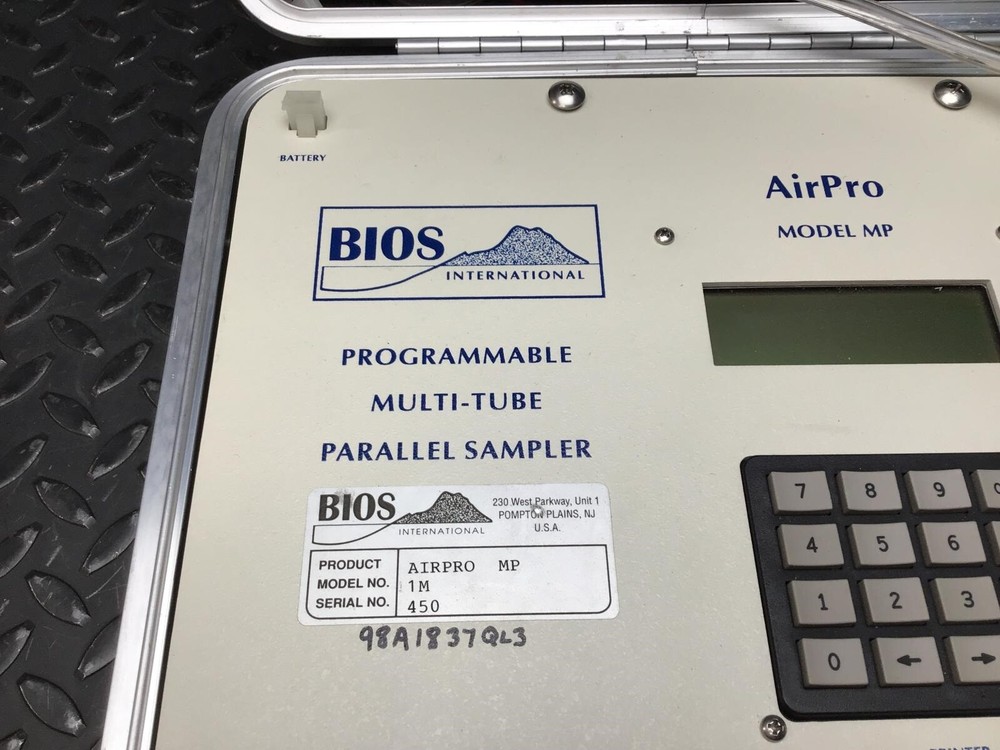 BATTERY
BIOS
INTERNATIONAL
PROGRAMMABLE
MULTI-TUBE
PARALLEL SAMPLER
BIOS
INTERNATIONAL
230 West Parkway, Unit 1
POMPTON PLAINS, NJ
U.S.A.
PRODUCT AIRPRO MP
MODEL NO. 1M
SERIAL NO. 450
98A1837QL3
AirPro
MODEL MP
7 8 9
4 5 6
1 2 3
0 ← →